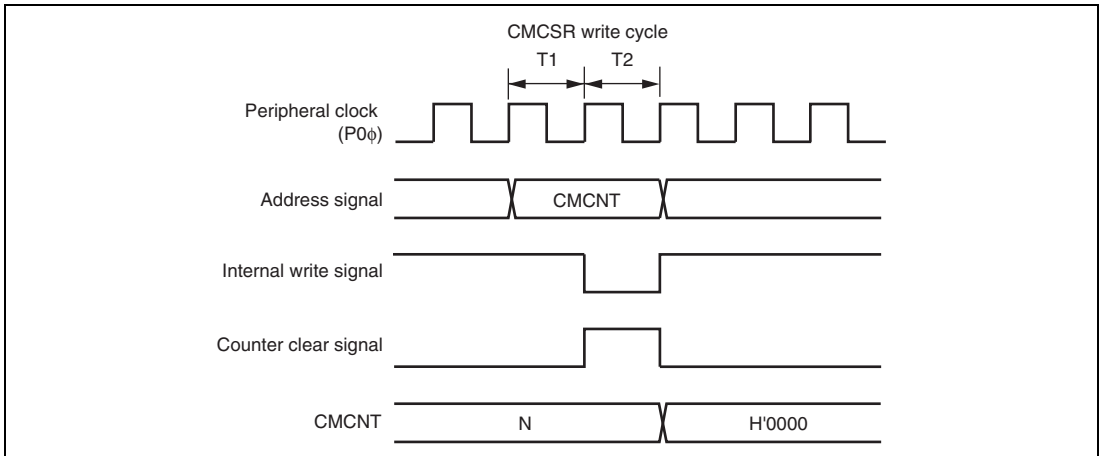 CMCSR write cycle
T1 T2
Peripheral clock
(P0ϕ)
Address signal CMCNT
Internal write signal
Counter clear signal
CMCNT N H'0000